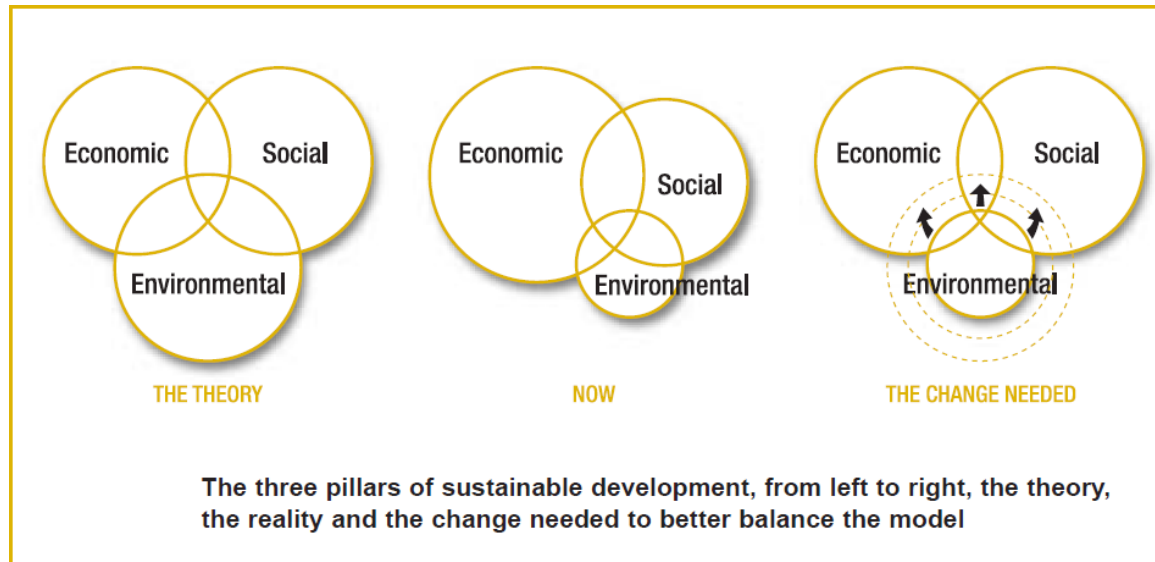 Economic
Social
Environmental
THE THEORY
Economic
Social
Environmental
NOW
Economic
Social
Environmental
THE CHANGE NEEDED
The three pillars of sustainable development, from left to right, the theory,
the reality and the change needed to better balance the model